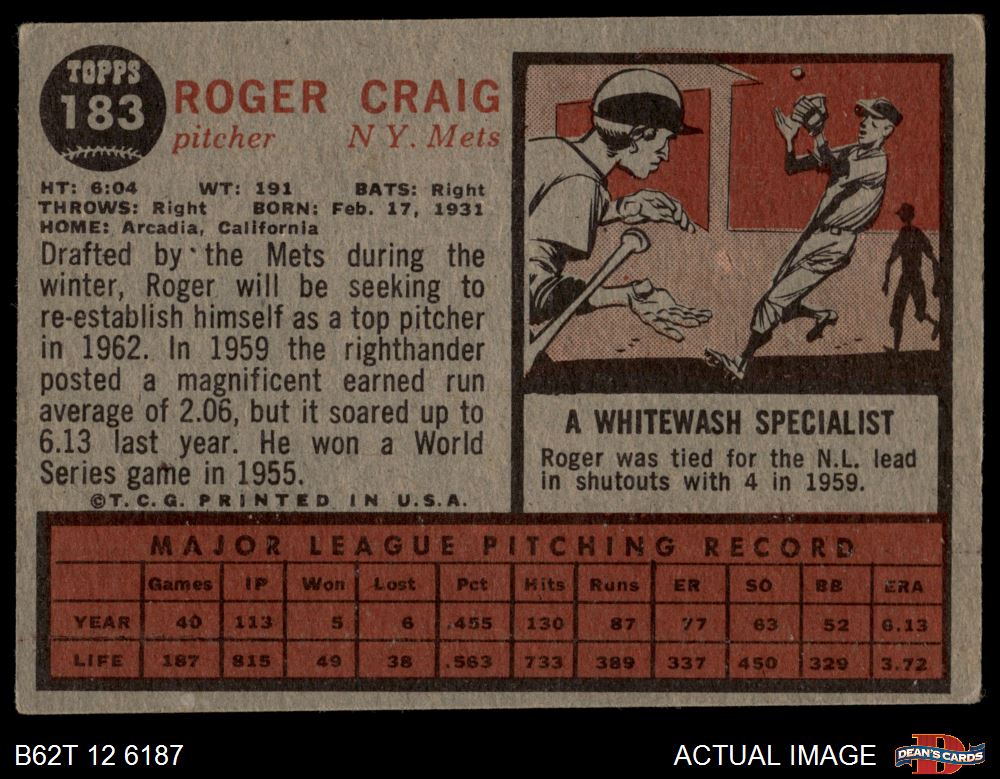 TOPPS
183
ROGER CRAIG
pitcher N Y. Mets
HT: 6:04 WT: 191 BATS: Right
THROWS: Right BORN: Feb. 17, 1931
HOME: Arcadia, California
Drafted by the Mets during the
winter, Roger will be seeking to
re-establish himself as a top pitcher
in 1962. In 1959 the righthander
posted a magnificent earned run
average of 2.06, but it soared up to
6.13 last year. He won a World
Series game in 1955.
©T.C.G. PRINTED IN U.S.A.
A WHITEWASH SPECIALIST
Roger was tied for the N.L. lead
in shutouts with 4 in 1959.
MAJOR LEAGUE PITCHING RECORD
Games IP Won Lost Pct Hits Runs ER SO BB ERA
YEAR 40 113 5 6 .455 130 87 77 63 52 6.13
LIFE 187 815 49 38 .563 733 389 337 450 329 3.72
B62T 12 6187
ACTUAL IMAGE
DEAN'S CARDS